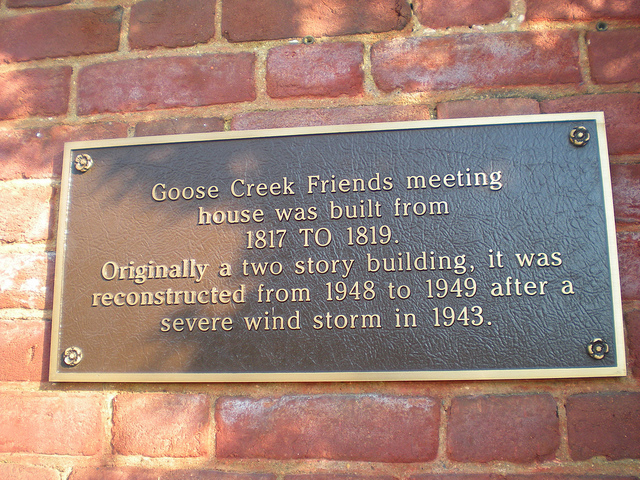 Goose Creek Friends meeting
house was built from
1817 TO 1819.
Originally a two story building, it was
reconstructed from 1948 to 1949 after a
severe wind storm in 1943.